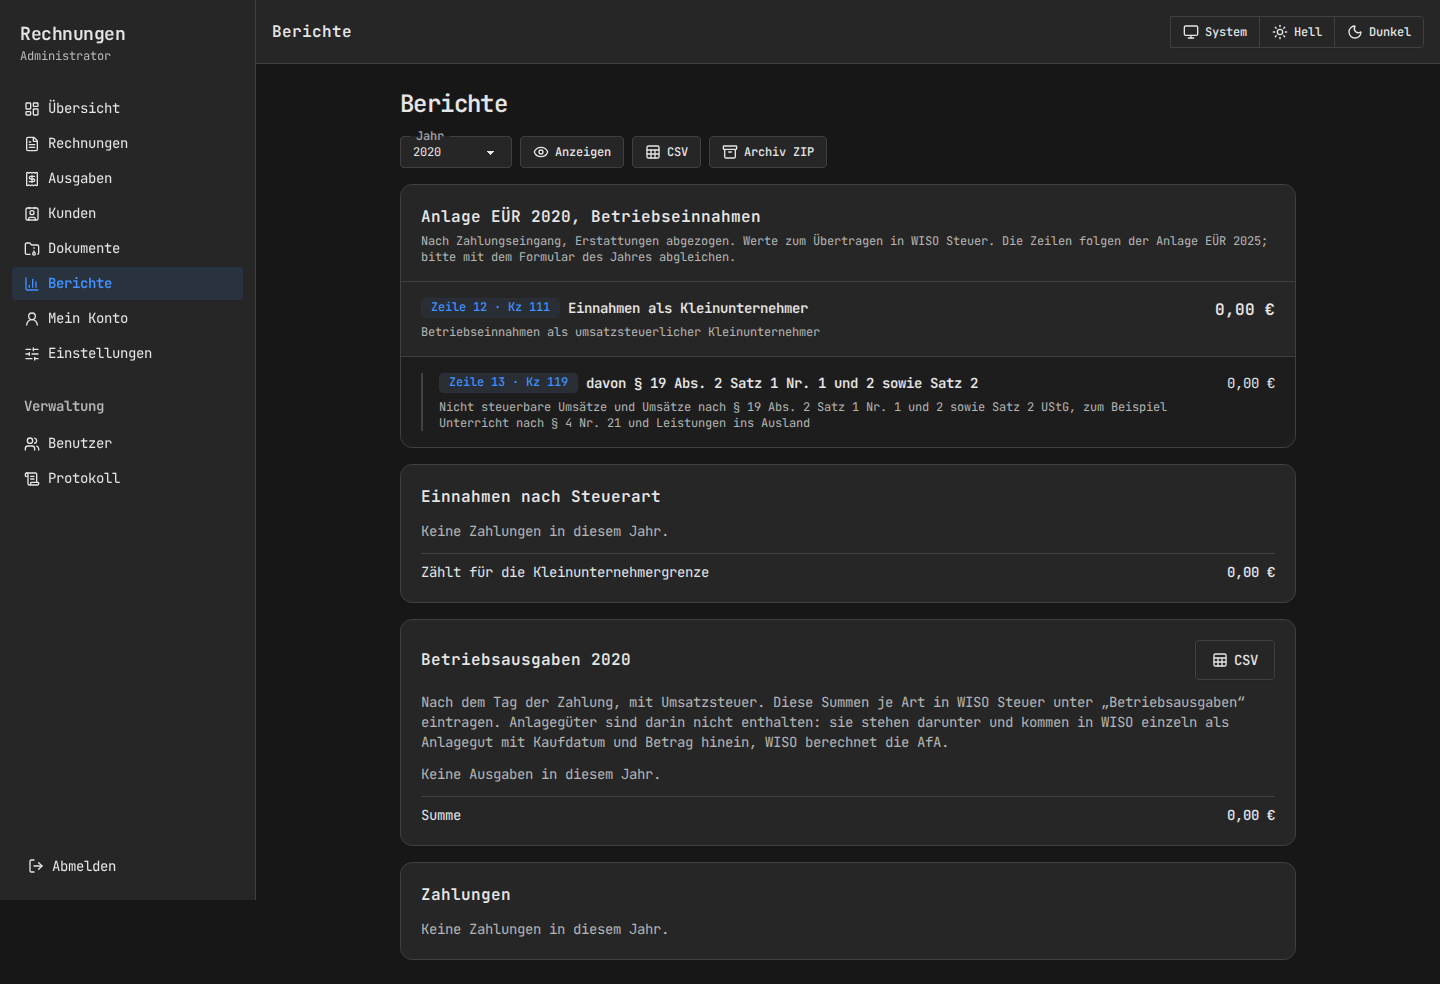 Rechnungen
Administrator
Übersicht
Rechnungen
Ausgaben
Kunden
Dokumente
Berichte
Mein Konto
Einstellungen
Verwaltung
Benutzer
Protokoll
Abmelden
Berichte
System
Hell
Dunkel
Berichte
Jahr
2020
Anzeigen
CSV
Archiv ZIP
Anlage EÜR 2020, Betriebseinnahmen
Nach Zahlungseingang, Erstattungen abgezogen. Werte zum Übertragen in WISO Steuer. Die Zeilen folgen der Anlage EÜR 2025;
bitte mit dem Formular des Jahres abgleichen.
Zeile 12 · Kz 111 Einnahmen als Kleinunternehmer 0,00 €
Betriebseinnahmen als umsatzsteuerlicher Kleinunternehmer
Zeile 13 · Kz 119 davon § 19 Abs. 2 Satz 1 Nr. 1 und 2 sowie Satz 2 0,00 €
Nicht steuerbare Umsätze und Umsätze nach § 19 Abs. 2 Satz 1 Nr. 1 und 2 sowie Satz 2 UStG, zum Beispiel
Unterricht nach § 4 Nr. 21 und Leistungen ins Ausland
Einnahmen nach Steuerart
Keine Zahlungen in diesem Jahr.
Zählt für die Kleinunternehmergrenze 0,00 €
Betriebsausgaben 2020
CSV
Nach dem Tag der Zahlung, mit Umsatzsteuer. Diese Summen je Art in WISO Steuer unter „Betriebsausgaben“
eintragen. Anlagegüter sind darin nicht enthalten: sie stehen darunter und kommen in WISO einzeln als
Anlagegut mit Kaufdatum und Betrag hinein, WISO berechnet die AfA.
Keine Ausgaben in diesem Jahr.
Summe 0,00 €
Zahlungen
Keine Zahlungen in diesem Jahr.